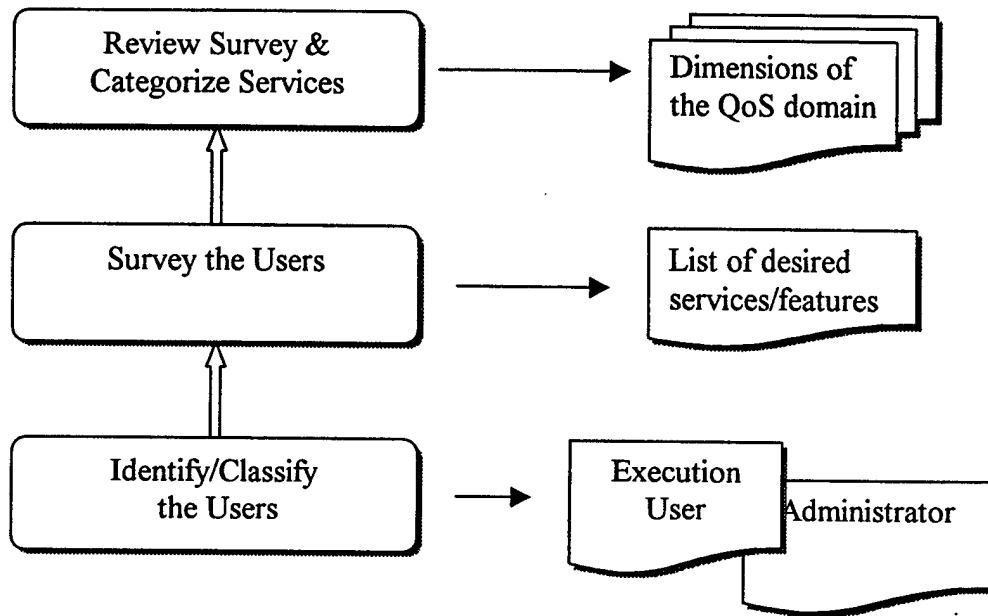 Review Survey &
Categorize Services
Dimensions of
the QoS domain
Survey the Users
List of desired
services/features
Identify/Classify
the Users
Execution
User
Administrator